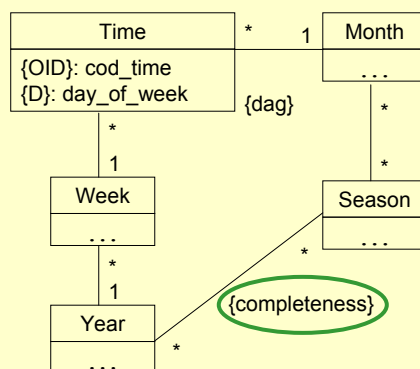 Time
* 1
Month
{OID}: cod_time
{D}: day_of_week
...
{dag}
*
*
1
*
Week
Season
...
...
*
*
1
{completeness}
Year
*
...